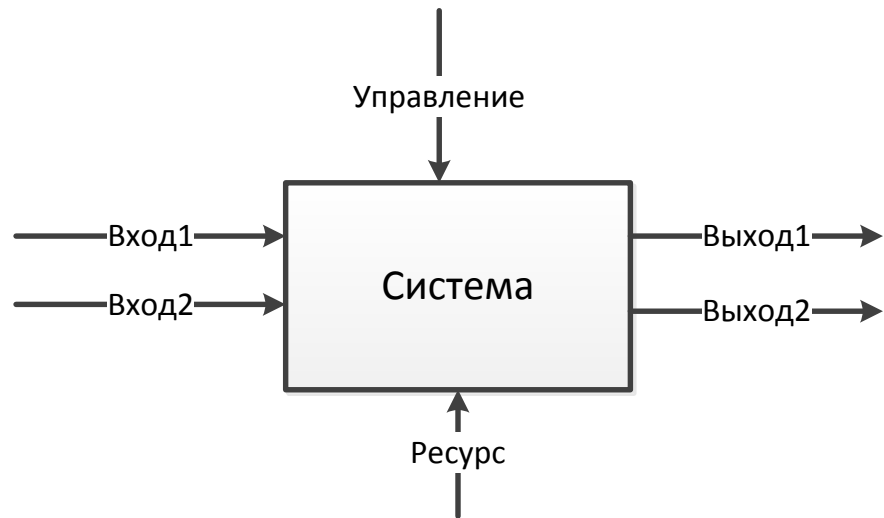 Управление
Вход1
Выход1
Система
Вход2
Выход2
Ресурс